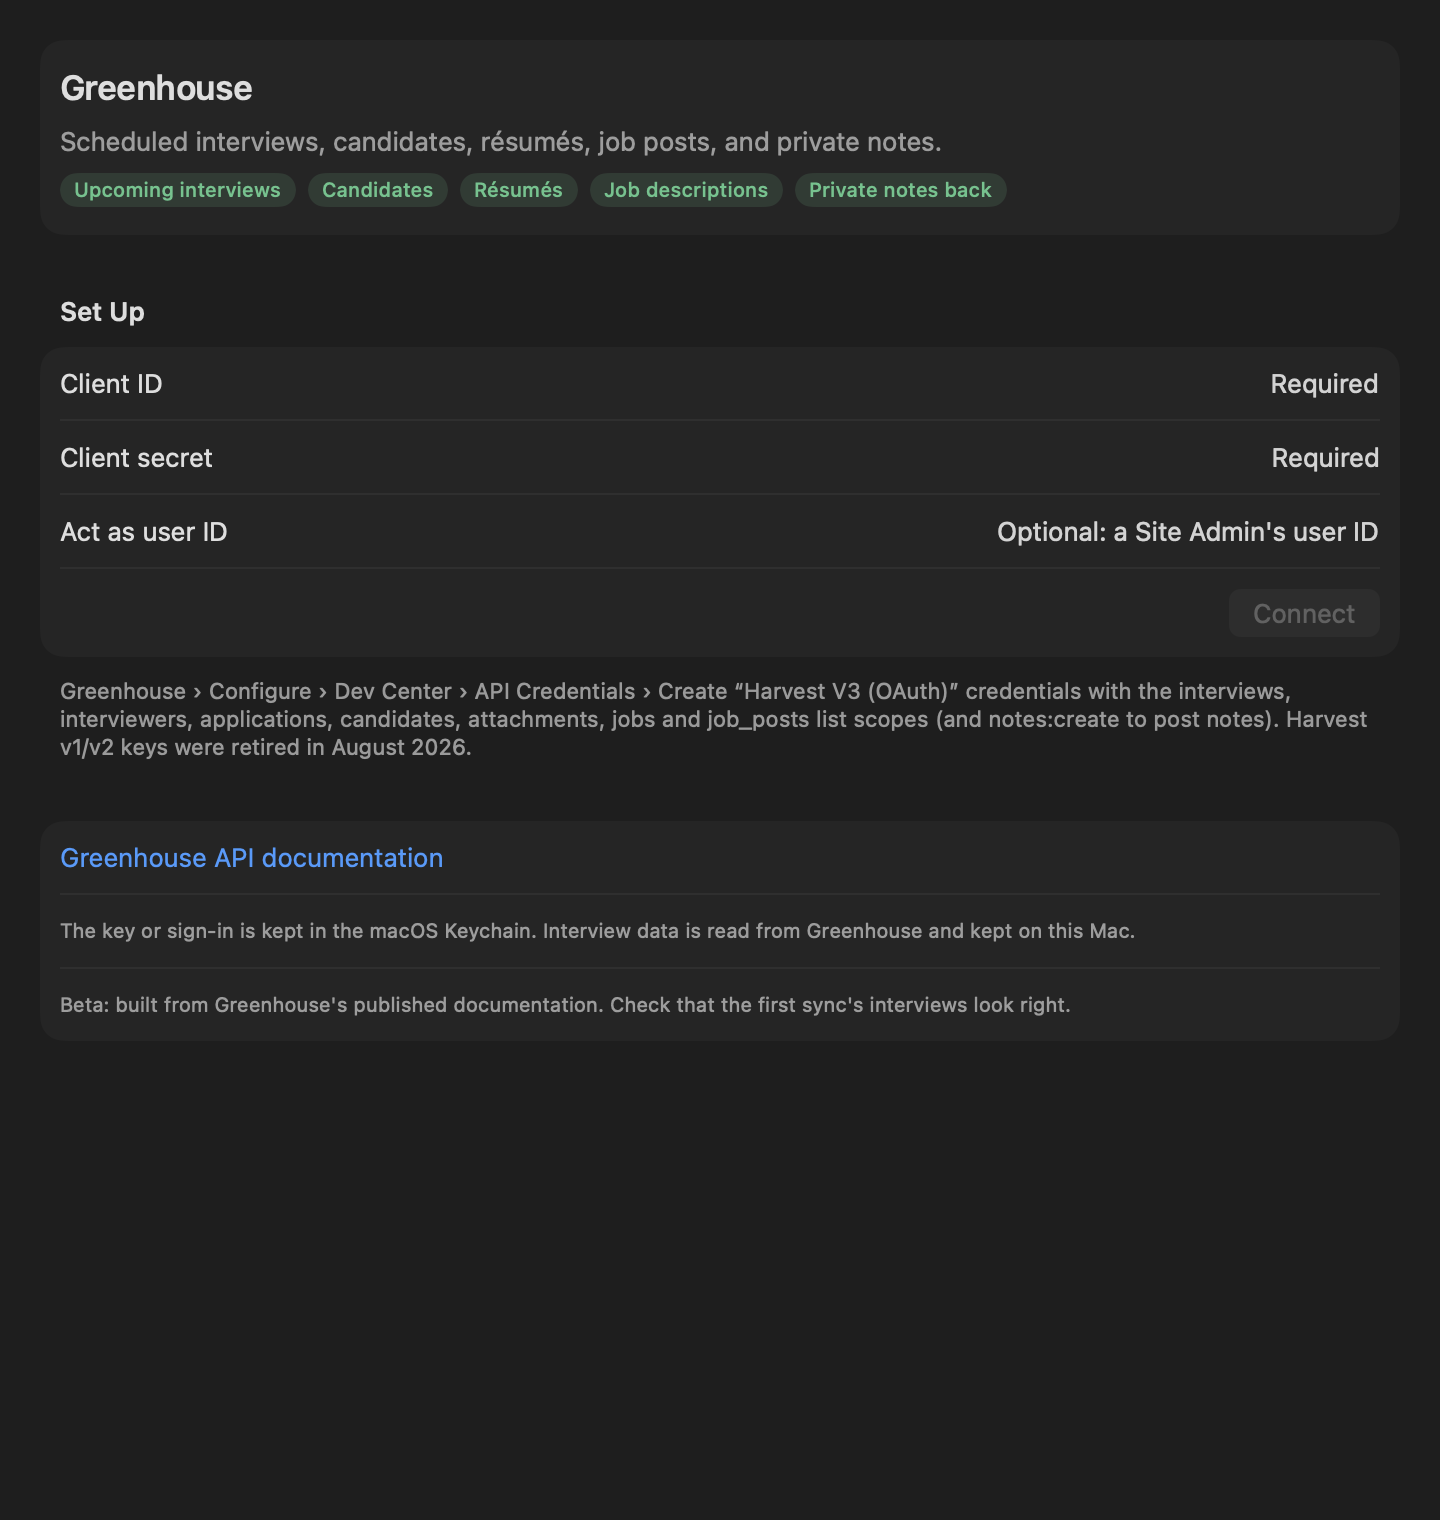 Greenhouse
Scheduled interviews, candidates, résumés, job posts, and private notes.
Upcoming interviews
Candidates
Résumés
Job descriptions
Private notes back
Set Up
Client ID
Required
Client secret
Required
Act as user ID
Optional: a Site Admin's user ID
Connect
Greenhouse › Configure › Dev Center › API Credentials › Create “Harvest V3 (OAuth)” credentials with the interviews,
interviewers, applications, candidates, attachments, jobs and job_posts list scopes (and notes:create to post notes). Harvest
v1/v2 keys were retired in August 2026.
Greenhouse API documentation
The key or sign-in is kept in the macOS Keychain. Interview data is read from Greenhouse and kept on this Mac.
Beta: built from Greenhouse's published documentation. Check that the first sync's interviews look right.